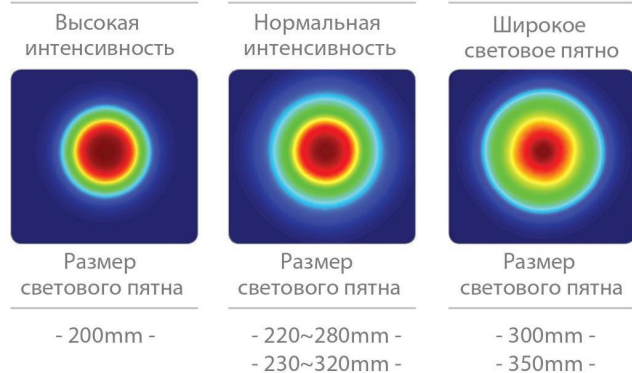 Высокая
интенсивность
Размер
светового пятна
- 200mm -
Нормальная
интенсивность
Размер
светового пятна
- 220~280mm -
- 230~320mm -
Широкое
световое пятно
Размер
светового пятна
- 300mm -
- 350mm -